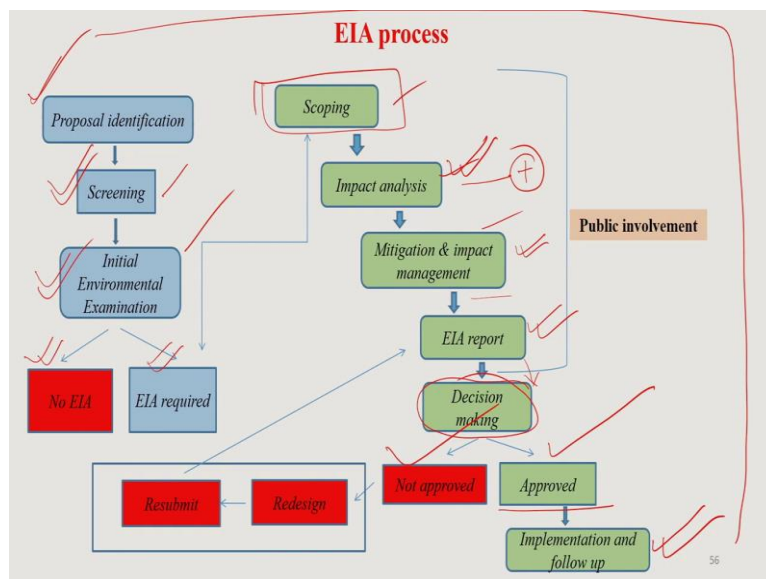 EIA process
Proposal identification
Screening
Initial
Environmental
Examination
No EIA
EIA required
Scoping
Impact analysis
+
Mitigation & impact
management
EIA report
Decision
making
Public involvement
Not approved
Approved
Redesign
Resubmit
Implementation and
follow up
56